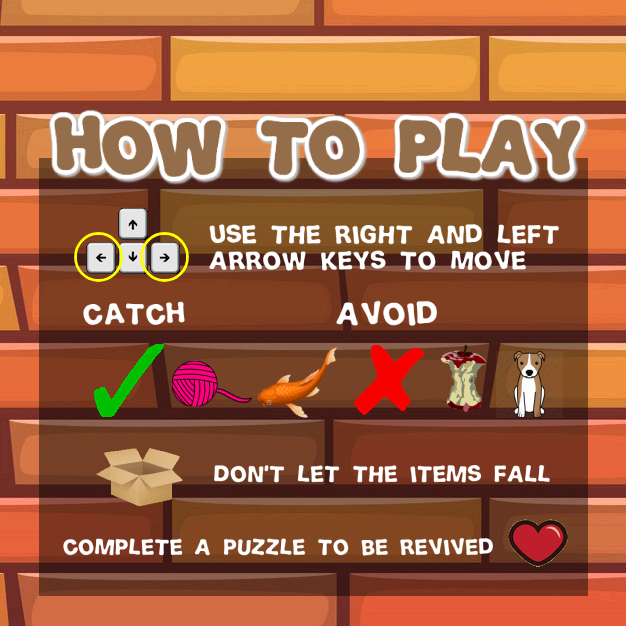 HOW TO PLAY
USE THE RIGHT AND LEFT
ARROW KEYS TO MOVE
CATCH AVOID
DON'T LET THE ITEMS FALL
COMPLETE A PUZZLE TO BE REVIVED